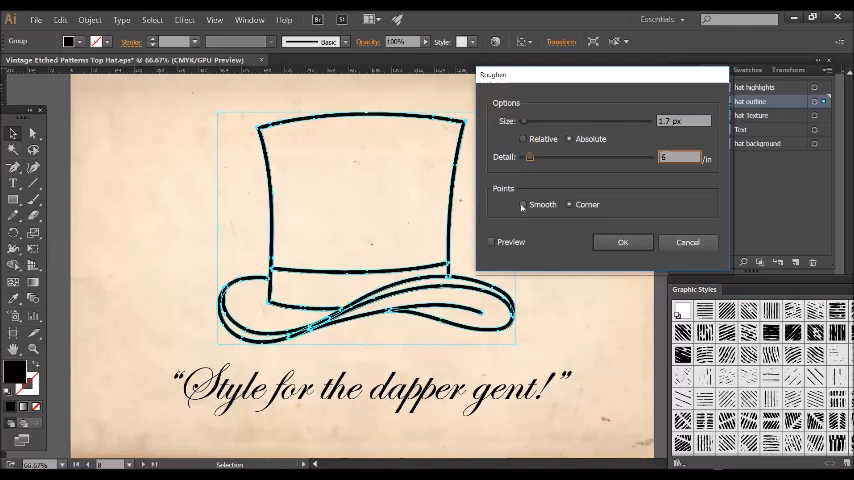 Ai File Edit Object Type Select Effect View Window Help Br St Essentials
Group Stroke: Basic Opacity: 100% Style: Transform
Vintage Etched Patterns Top Hat.eps* @ 66.67% (CMYK/GPU Preview) ×
Roughen
Swatches Transform
Options
Size: 1.7 px
Relative Absolute
Detail: 6 /in
Points
Smooth Corner
Preview OK Cancel
hat highlights
hat outline
hat Texture
Text
hat background
Graphic Styles
“Style for the dapper gent!”
66.67% 8 Selection